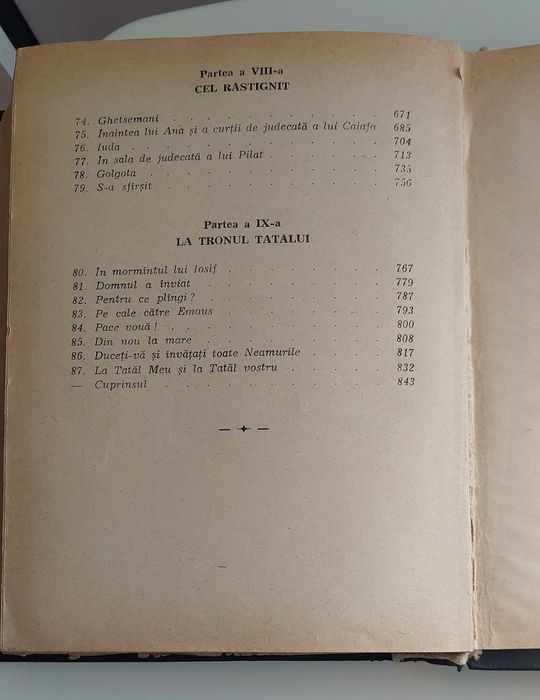 Partea a VIII-a
CEL RASTIGNIT
74. Ghetsemani . . . . . . . . . . 671
75. Inaintea lui Ana și a curții de judecată a lui Caiafa 685
76. Iuda . . . . . . . . . . . . 704
77. In sala de judecată a lui Pilat . . . . . . 713
78. Golgota . . . . . . . . . . . 735
79. S-a sfîrșit . . . . . . . . . . 756
Partea a IX-a
LA TRONUL TATALUI
80. In mormîntul lui Iosif . . . . . . . . 767
81. Domnul a înviat . . . . . . . . . 779
82. Pentru ce plîngi? . . . . . . . . . 787
83. Pe cale către Emaus . . . . . . . . 793
84. Pace vouă! . . . . . . . . . . 800
85. Din nou la mare . . . . . . . . . 808
86. Duceți-vă și învățați toate Neamurile . . . . 817
87. La Tatăl Meu și la Tatăl vostru . . . . . 832
— Cuprinsul . . . . . . . . . . 843